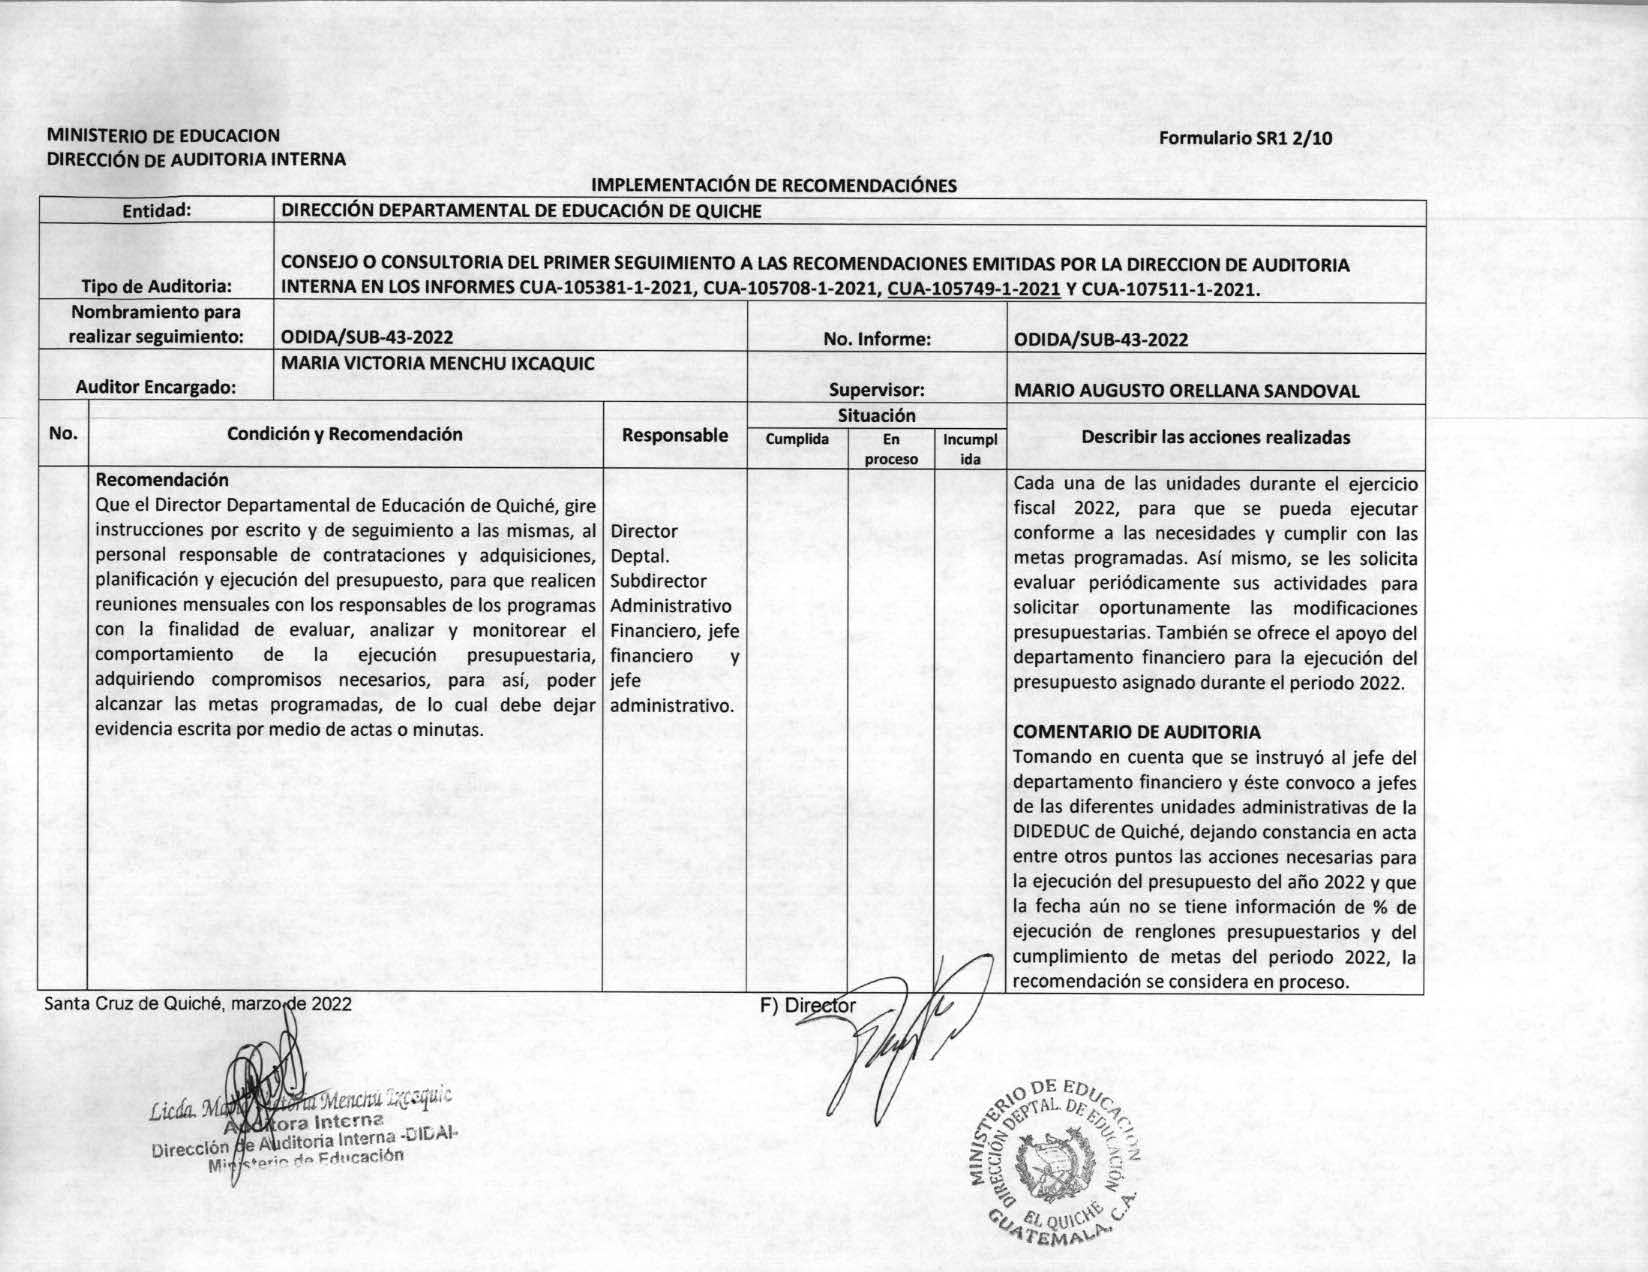 MINISTERIO DE EDUCACION
DIRECCIÓN DE AUDITORIA INTERNA
Formulario SR1 2/10
IMPLEMENTACIÓN DE RECOMENDACIÓNES
Entidad:
DIRECCIÓN DEPARTAMENTAL DE EDUCACIÓN DE QUICHE
Tipo de Auditoria:
CONSEJO O CONSULTORIA DEL PRIMER SEGUIMIENTO A LAS RECOMENDACIONES EMITIDAS POR LA DIRECCION DE AUDITORIA
INTERNA EN LOS INFORMES CUA-105381-1-2021, CUA-105708-1-2021, CUA-105749-1-2021 Y CUA-107511-1-2021.
Nombramiento para
realizar seguimiento:
ODIDA/SUB-43-2022
No. Informe:
ODIDA/SUB-43-2022
Auditor Encargado:
MARIA VICTORIA MENCHU IXCAQUIC
Supervisor:
MARIO AUGUSTO ORELLANA SANDOVAL
No.
Condición y Recomendación
Responsable
Situación
Cumplida
En
proceso
Incumpl
ida
Describir las acciones realizadas
Recomendación
Que el Director Departamental de Educación de Quiché, gire
instrucciones por escrito y de seguimiento a las mismas, al
personal responsable de contrataciones y adquisiciones,
planificación y ejecución del presupuesto, para que realicen
reuniones mensuales con los responsables de los programas
con la finalidad de evaluar, analizar y monitorear el
comportamiento de la ejecución presupuestaria,
adquiriendo compromisos necesarios, para así, poder
alcanzar las metas programadas, de lo cual debe dejar
evidencia escrita por medio de actas o minutas.
Director
Deptal.
Subdirector
Administrativo
Financiero, jefe
financiero y
jefe
administrativo.
Cada una de las unidades durante el ejercicio
fiscal 2022, para que se pueda ejecutar
conforme a las necesidades y cumplir con las
metas programadas. Así mismo, se les solicita
evaluar periódicamente sus actividades para
solicitar oportunamente las modificaciones
presupuestarias. También se ofrece el apoyo del
departamento financiero para la ejecución del
presupuesto asignado durante el periodo 2022.
COMENTARIO DE AUDITORIA
Tomando en cuenta que se instruyó al jefe del
departamento financiero y éste convoco a jefes
de las diferentes unidades administrativas de la
DIDEDUC de Quiché, dejando constancia en acta
entre otros puntos las acciones necesarias para
la ejecución del presupuesto del año 2022 y que
la fecha aún no se tiene información de % de
ejecución de renglones presupuestarios y del
cumplimiento de metas del periodo 2022, la
recomendación se considera en proceso.
Santa Cruz de Quiché, marzo de 2022
F) Director
Licda. María Victoria Menchú Ixcaquic
Auditora Interna
Dirección de Auditoria Interna -DIDAI-
Ministerio de Educación
MINISTERIO DE EDUCACION
DIRECCIÓN DEPTAL. DE EDUCACIÓN
EL QUICHÉ
GUATEMALA, C.A.